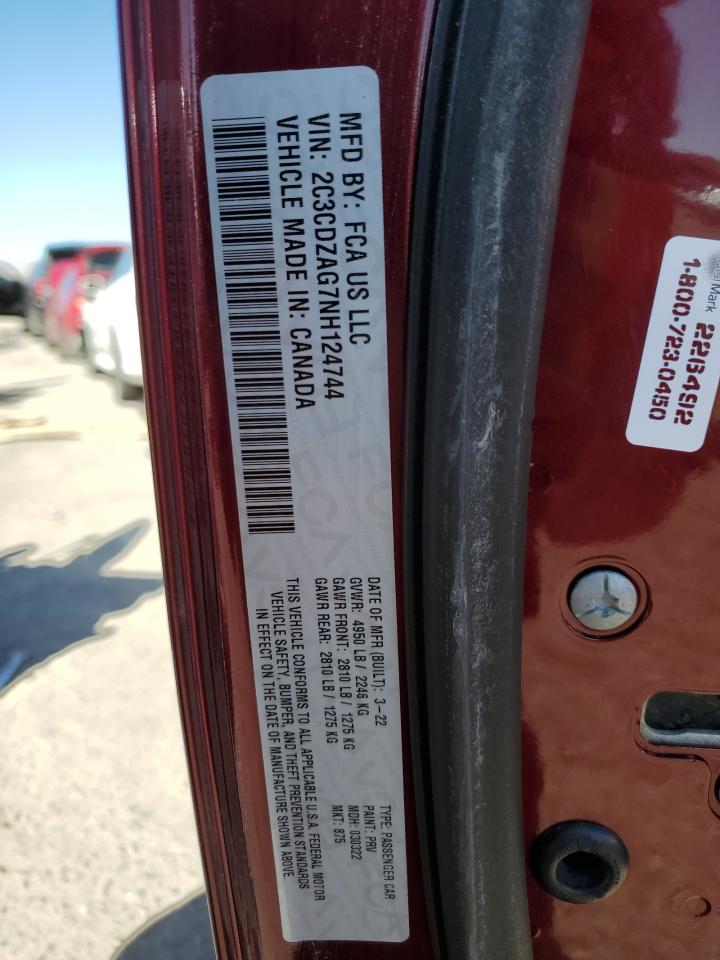 MFD BY: FCA US LLC
VIN: 2C3CDZAG7NH124744
VEHICLE MADE IN: CANADA
DATE OF MFR (BUILT): 3-22
GVWR: 4950 LB / 2246 KG
GAWR FRONT: 2810 LB / 1275 KG
GAWR REAR: 2810 LB / 1275 KG
TYPE: PASSENGER CAR
PAINT: PRV
MDH: 030322
MKT: 875
THIS VEHICLE CONFORMS TO ALL APPLICABLE U.S.A. FEDERAL MOTOR
VEHICLE SAFETY, BUMPER, AND THEFT PREVENTION STANDARDS
IN EFFECT ON THE DATE OF MANUFACTURE SHOWN ABOVE.
Mark
2264912
1-800-723-0450